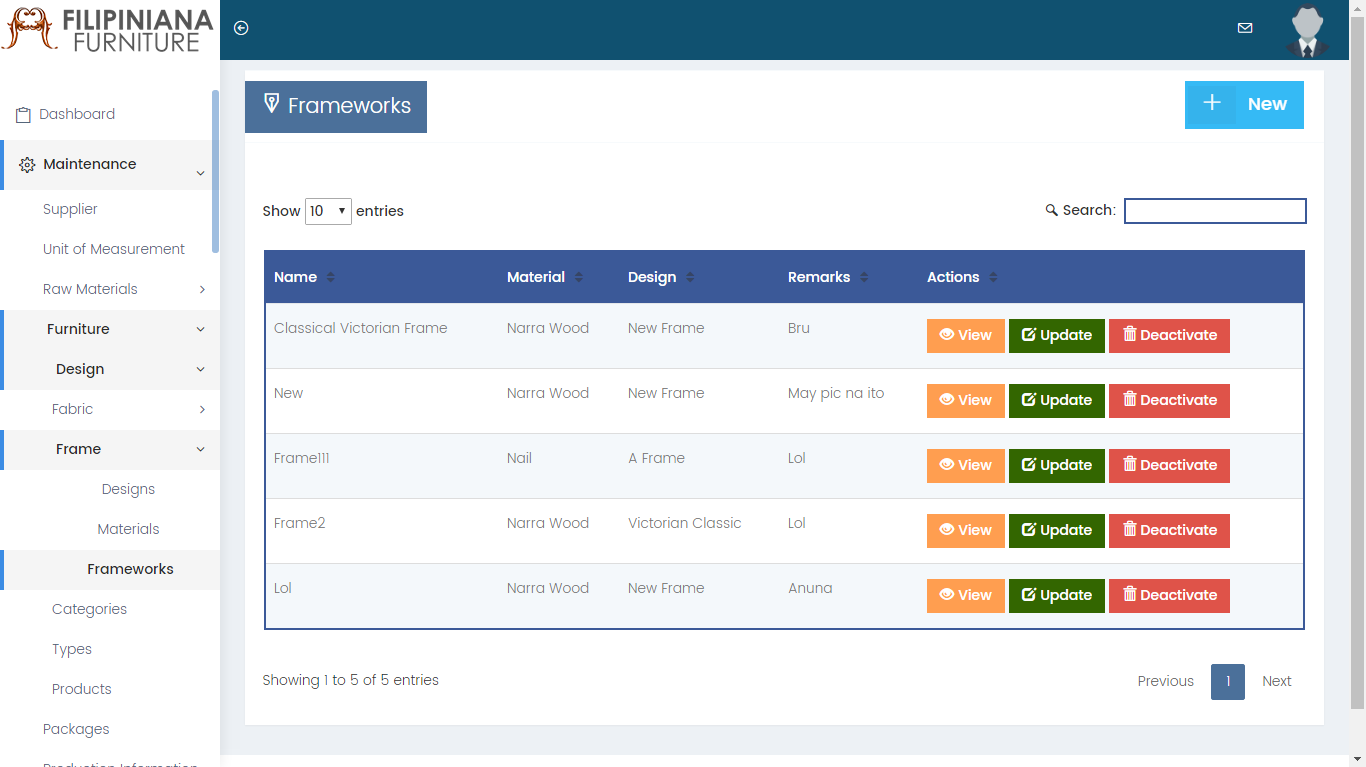 FILIPINIANA
FURNITURE
Dashboard
Maintenance
Supplier
Unit of Measurement
Raw Materials
Furniture
Design
Fabric
Frame
Designs
Materials
Frameworks
Categories
Types
Products
Packages
Production Information
Frameworks
New
Show 10 entries
Search:
Name Material Design Remarks Actions
Classical Victorian Frame Narra Wood New Frame Bru View Update Deactivate
New Narra Wood New Frame May pic na ito View Update Deactivate
Frame111 Nail A Frame Lol View Update Deactivate
Frame2 Narra Wood Victorian Classic Lol View Update Deactivate
Lol Narra Wood New Frame Anuna View Update Deactivate
Showing 1 to 5 of 5 entries
Previous 1 Next